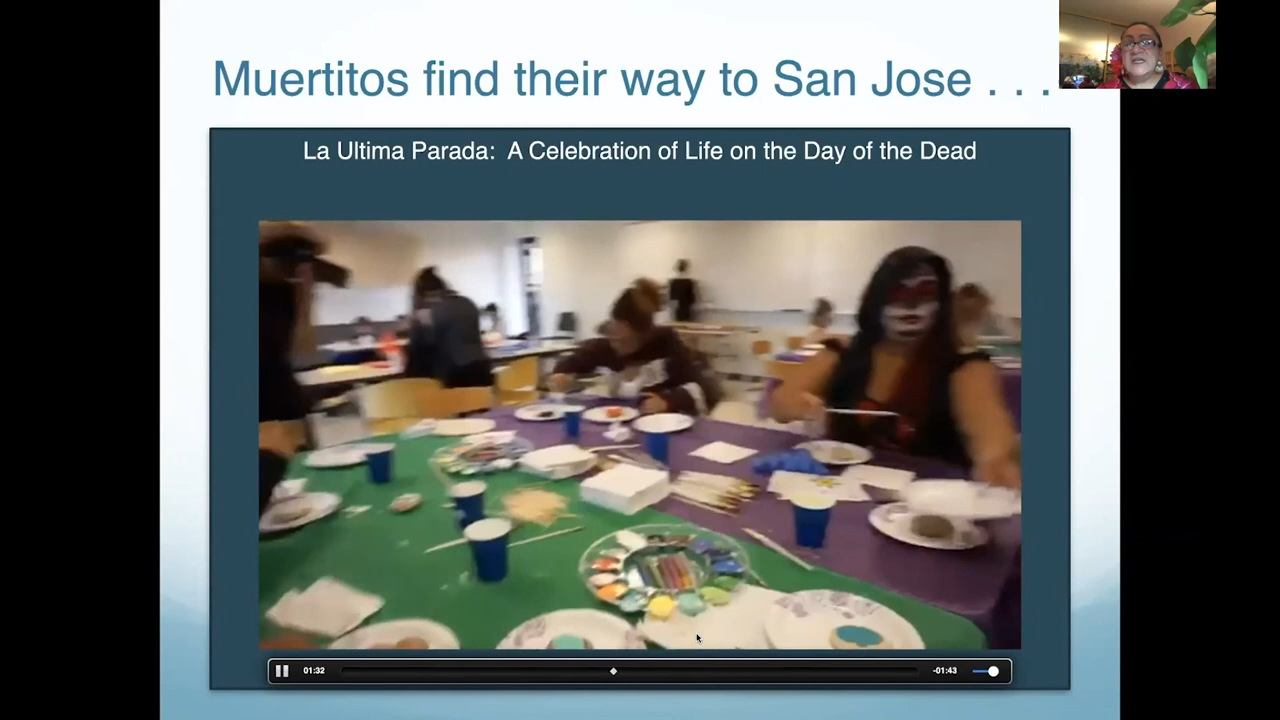 Muertitos find their way to San Jose . . .
La Ultima Parada: A Celebration of Life on the Day of the Dead
01:32
-01:43